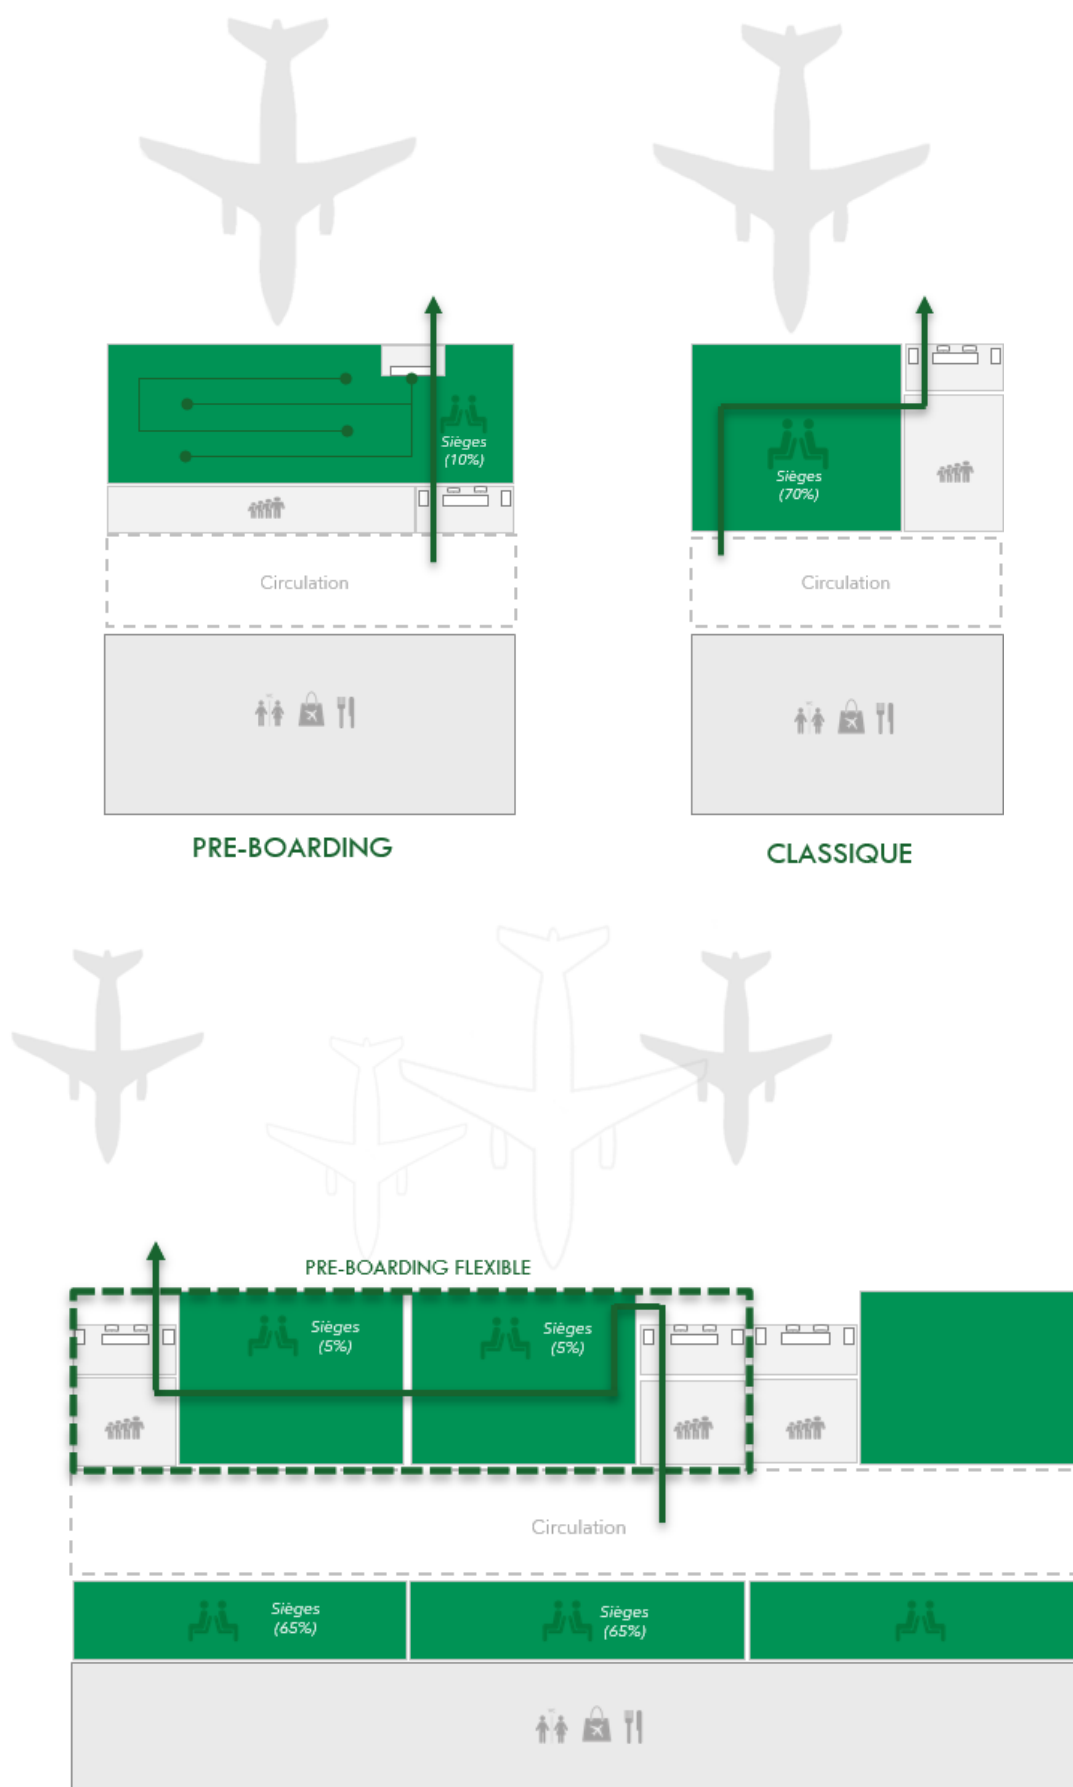 Sièges
(10%)
Sièges
(70%)
Circulation
Circulation
PRE-BOARDING
CLASSIQUE
PRE-BOARDING FLEXIBLE
Sièges
(5%)
Sièges
(5%)
Circulation
Sièges
(65%)
Sièges
(65%)